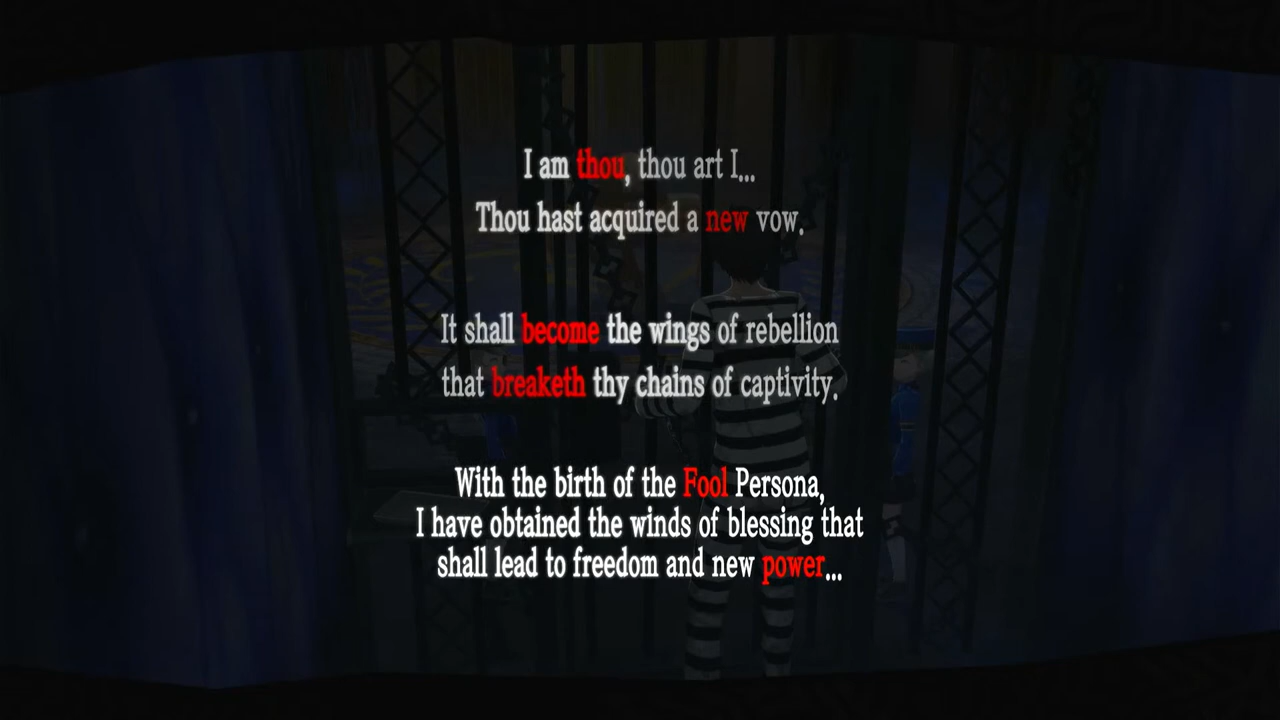 I am thou, thou art I...
Thou hast acquired a new vow.
It shall become the wings of rebellion
that breaketh thy chains of captivity.
With the birth of the Fool Persona,
I have obtained the winds of blessing that
shall lead to freedom and new power...